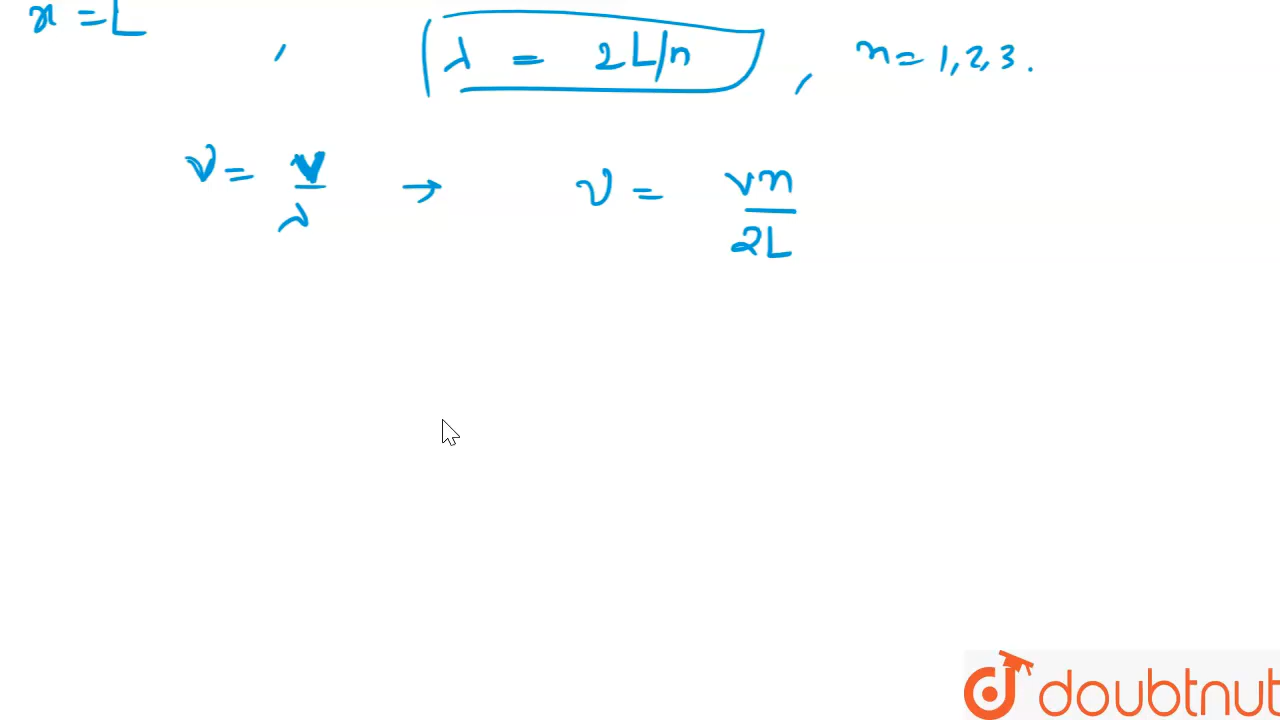 x = L , λ = 2L/n , n = 1, 2, 3.
ν = v/λ → ν = vn/2L
doubtnut